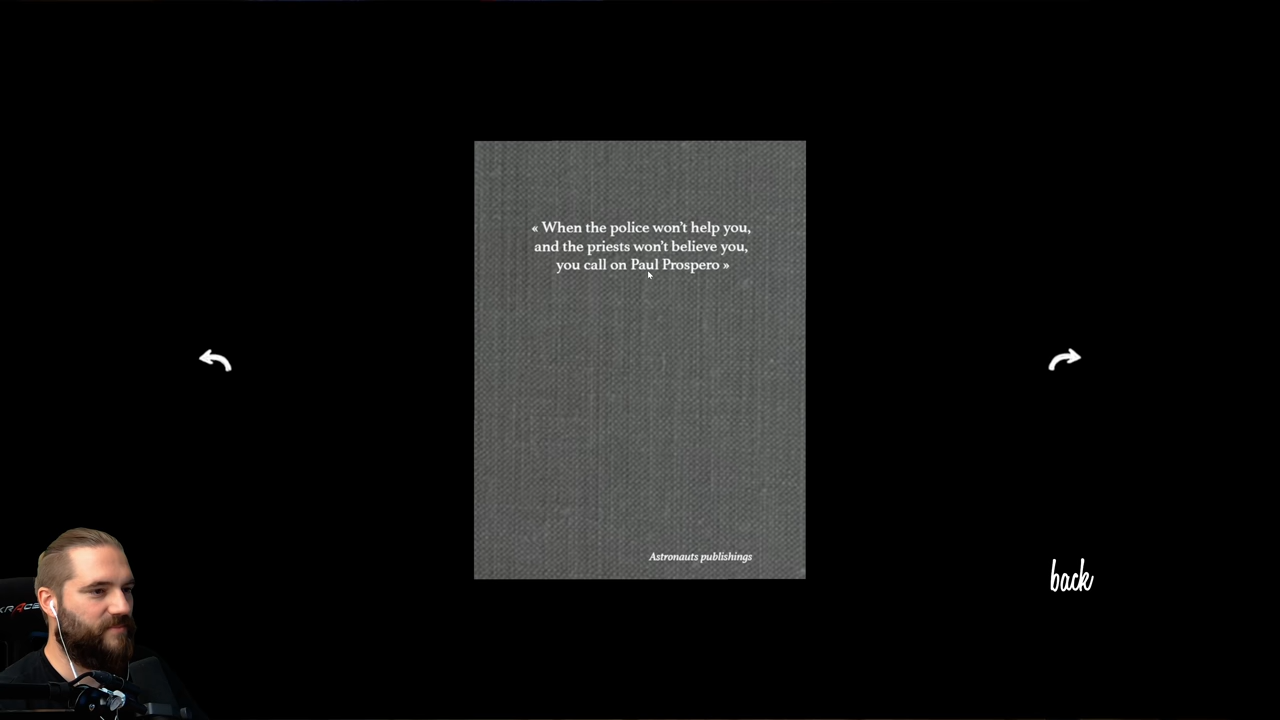 « When the police won't help you,
and the priests won't believe you,
you call on Paul Prospero »
Astronauts publishings
back